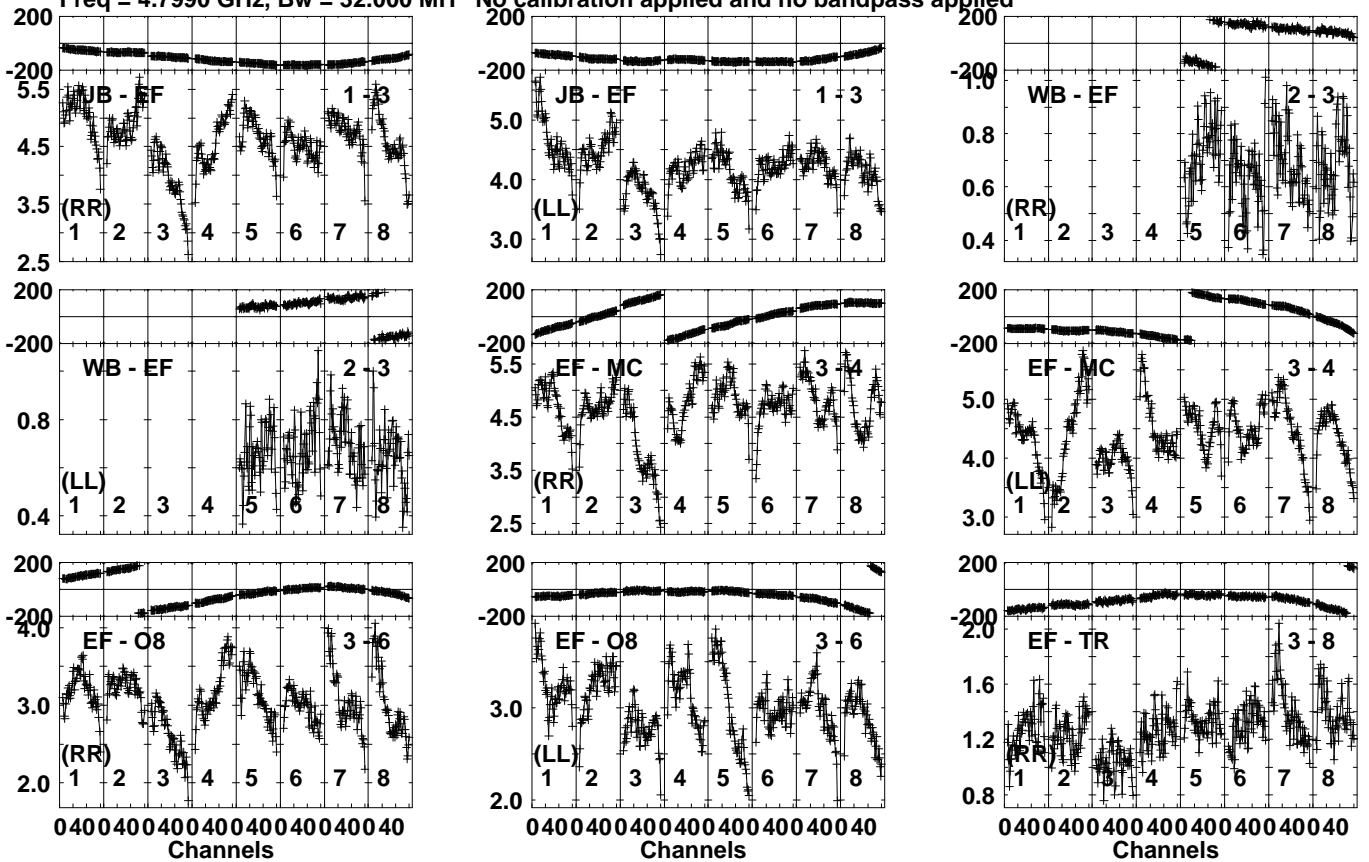 Freq = 4.7990 GHz, Bw = 32.000 MH No calibration applied and no bandpass applied
200 200 200
-200 -200 -200
JB - EF 1 - 3 JB - EF 1 - 3 WB - EF 2 - 3
5.5 5.0 1.0
4.5 4.0 0.8
3.5 3.0 0.6
2.5 0.4
(RR) (LL) (RR)
1 2 3 4 5 6 7 8 1 2 3 4 5 6 7 8 1 2 3 4 5 6 7 8
200 200 200
-200 -200 -200
WB - EF 2 - 3 EF - MC 3 - 4 EF - MC 3 - 4
0.8 5.5 5.0
0.4 4.5 4.0
3.5 3.0
2.5
(LL) (RR) (LL)
1 2 3 4 5 6 7 8 1 2 3 4 5 6 7 8 1 2 3 4 5 6 7 8
200 200 200
-200 -200 -200
EF - O8 3 - 6 EF - O8 3 - 6 EF - TR 3 - 8
4.0 3.0 2.0
3.0 2.0 1.6
2.0 1.2
0.8
(RR) (LL) (RR)
1 2 3 4 5 6 7 8 1 2 3 4 5 6 7 8 1 2 3 4 5 6 7 8
0 40 0 40 0 40 0 40 0 40 0 40 0 40 0 40 0 40 0 40 0 40 0 40 0 40 0 40 0 40 0 40 0 40 0 40 0 40 0 40 0 40 0 40 0 40 0 40
Channels Channels Channels